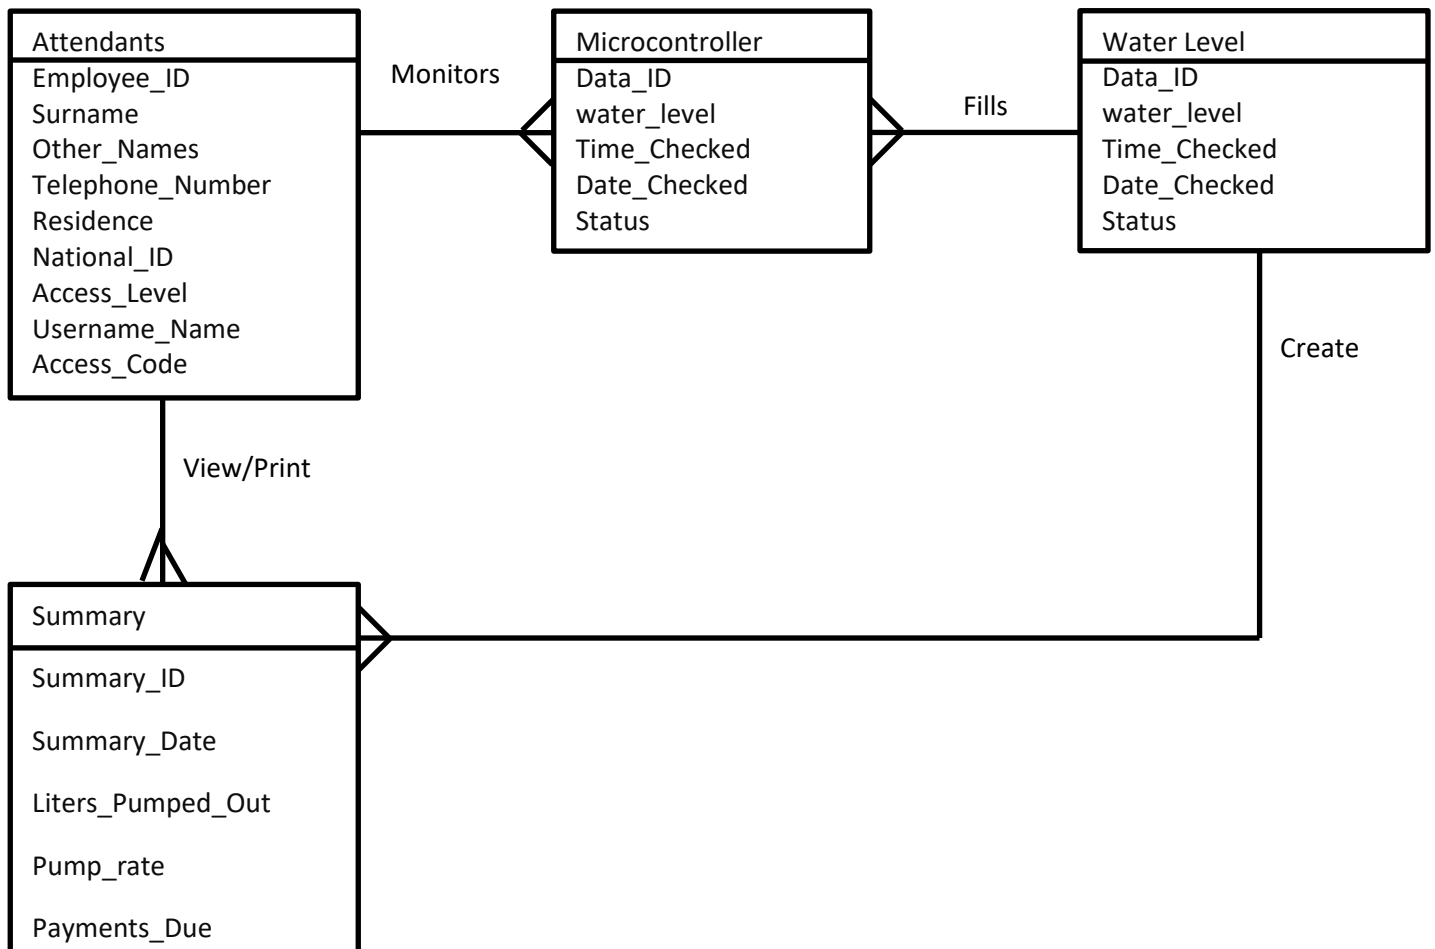 Attendants
Employee_ID
Surname
Other_Names
Telephone_Number
Residence
National_ID
Access_Level
Username_Name
Access_Code
Monitors
Microcontroller
Data_ID
water_level
Time_Checked
Date_Checked
Status
Fills
Water Level
Data_ID
water_level
Time_Checked
Date_Checked
Status
Create
View/Print
Summary
Summary_ID
Summary_Date
Liters_Pumped_Out
Pump_rate
Payments_Due